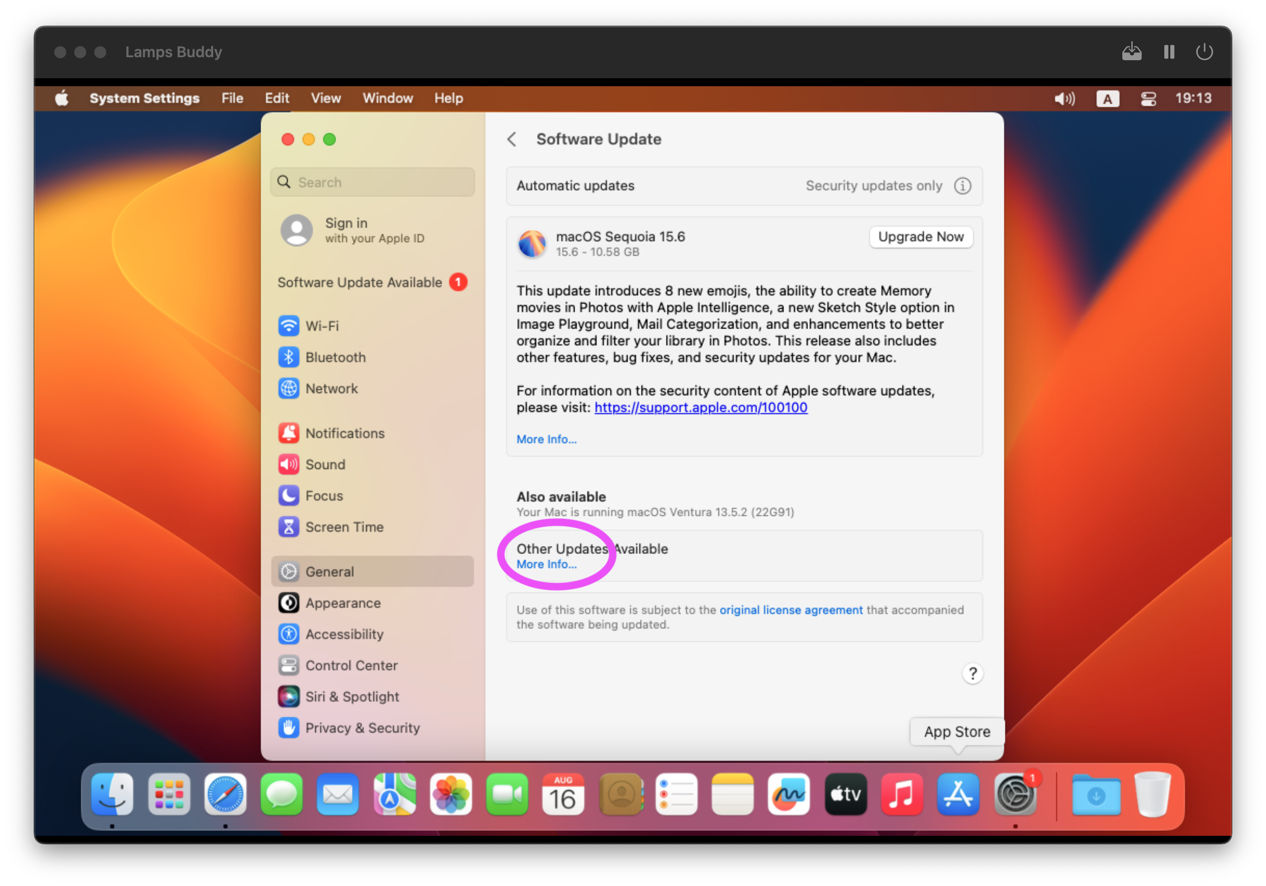 Lamps Buddy
System Settings File Edit View Window Help A 19:13
Software Update
Search
Automatic updates Security updates only
Sign in
with your Apple ID
Software Update Available 1
Wi-Fi
Bluetooth
Network
Notifications
Sound
Focus
Screen Time
General
Appearance
Accessibility
Control Center
Siri & Spotlight
Privacy & Security
macOS Sequoia 15.6
15.6 - 10.58 GB
Upgrade Now
This update introduces 8 new emojis, the ability to create Memory
movies in Photos with Apple Intelligence, a new Sketch Style option in
Image Playground, Mail Categorization, and enhancements to better
organize and filter your library in Photos. This release also includes
other features, bug fixes, and security updates for your Mac.
For information on the security content of Apple software updates,
please visit: https://support.apple.com/100100
More Info...
Also available
Your Mac is running macOS Ventura 13.5.2 (22G91)
Other Updates Available
More Info...
Use of this software is subject to the original license agreement that accompanied
the software being updated.
?
App Store
AUG
16
tv
1